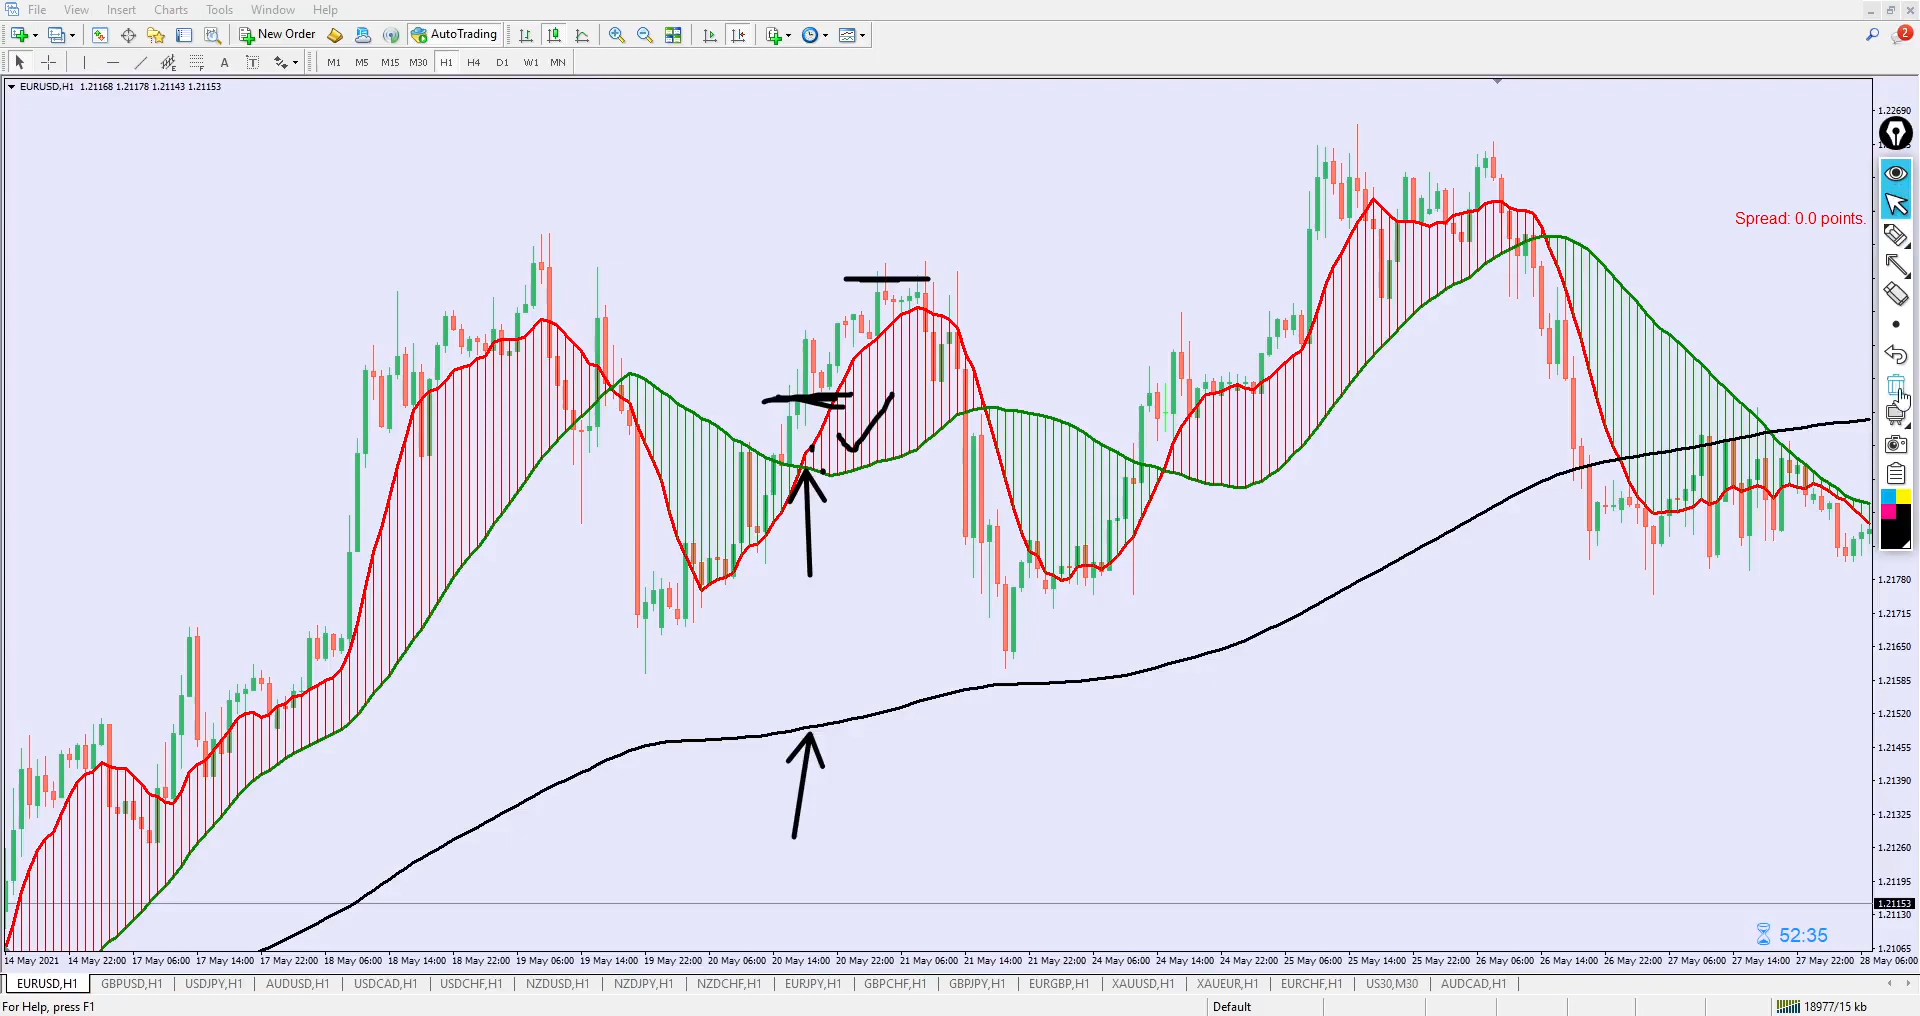 File View Insert Charts Tools Window Help
New Order AutoTrading
2
A T M1 M5 M15 M30 H1 H4 D1 W1 MN
EURUSD,H1 1.21168 1.21178 1.21143 1.21153
1.22690
Spread: 0.0 points.
1.21780
1.21715
1.21650
1.21585
1.21520
1.21455
1.21390
1.21325
1.21260
1.21195
1.21153
1.21130
52:35
1.21065
14 May 2021 14 May 22:00 17 May 06:00 17 May 14:00 17 May 22:00 18 May 06:00 18 May 14:00 18 May 22:00 19 May 06:00 19 May 14:00 19 May 22:00 20 May 06:00 20 May 14:00 20 May 22:00 21 May 06:00 21 May 14:00 21 May 22:00 24 May 06:00 24 May 14:00 24 May 22:00 25 May 06:00 25 May 14:00 25 May 22:00 26 May 06:00 26 May 14:00 26 May 22:00 27 May 06:00 27 May 14:00 27 May 22:00 28 May 06:00
EURUSD,H1 GBPUSD,H1 USDJPY,H1 AUDUSD,H1 USDCAD,H1 USDCHF,H1 NZDUSD,H1 NZDJPY,H1 NZDCHF,H1 EURJPY,H1 GBPCHF,H1 GBPJPY,H1 EURGBP,H1 XAUUSD,H1 XAUEUR,H1 EURCHF,H1 US30,M30 AUDCAD,H1
For Help, press F1 Default 18977/15 kb